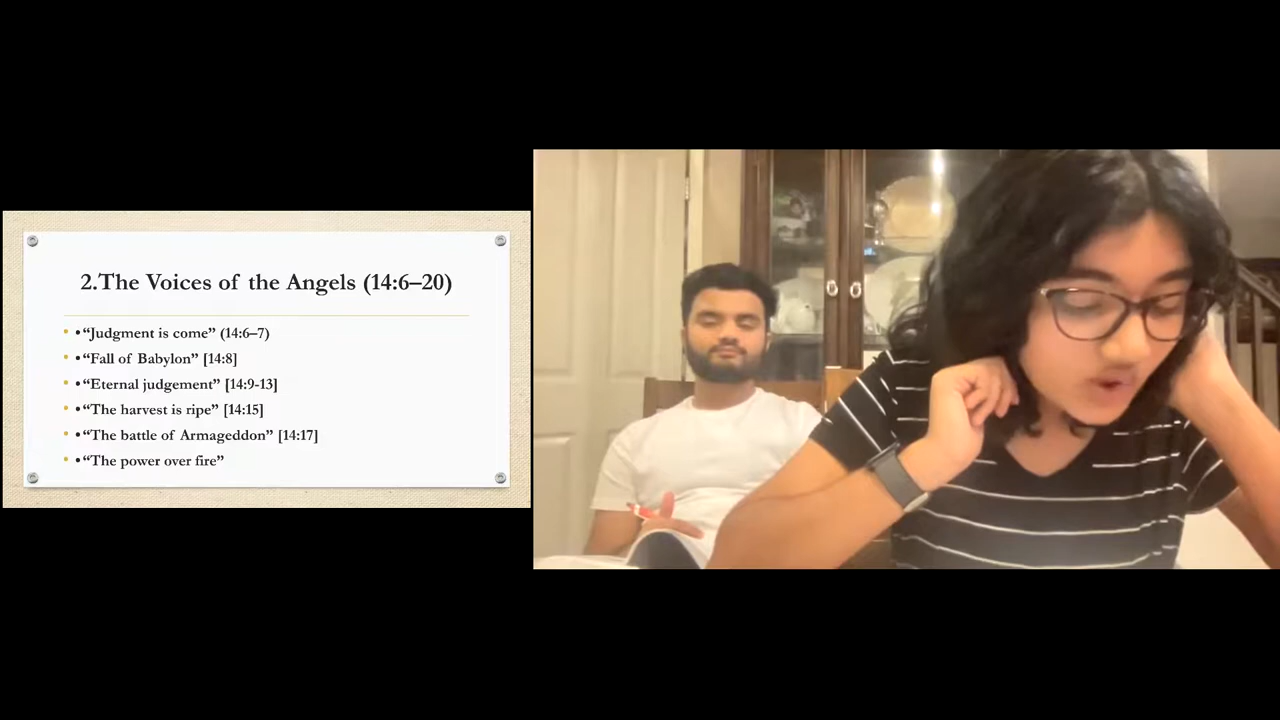 2.The Voices of the Angels (14:6–20)
• •“Judgment is come” (14:6–7)
• •“Fall of Babylon” [14:8]
• •“Eternal judgement” [14:9-13]
• •“The harvest is ripe” [14:15]
• •“The battle of Armageddon” [14:17]
• •“The power over fire”